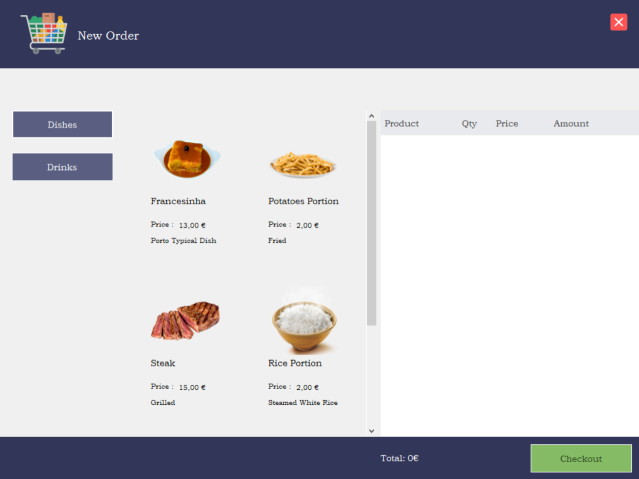 New Order
Dishes
Drinks
Francesinha
Price : 13,00 €
Porto Typical Dish
Potatoes Portion
Price : 2,00 €
Fried
Steak
Price : 15,00 €
Grilled
Rice Portion
Price : 2,00 €
Steamed White Rice
Product Qty Price Amount
Total: 0€
Checkout